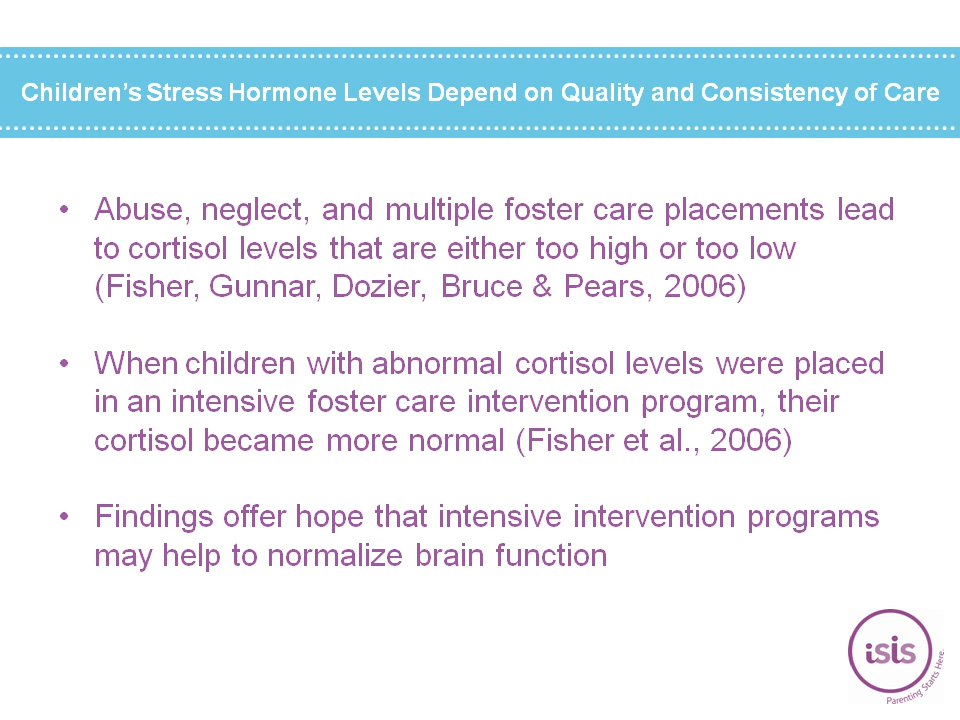 Children's Stress Hormone Levels Depend on Quality and Consistency of Care
• Abuse, neglect, and multiple foster care placements lead
to cortisol levels that are either too high or too low
(Fisher, Gunnar, Dozier, Bruce & Pears, 2006)
• When children with abnormal cortisol levels were placed
in an intensive foster care intervention program, their
cortisol became more normal (Fisher et al., 2006)
• Findings offer hope that intensive intervention programs
may help to normalize brain function
isis
Parenting Starts Here.